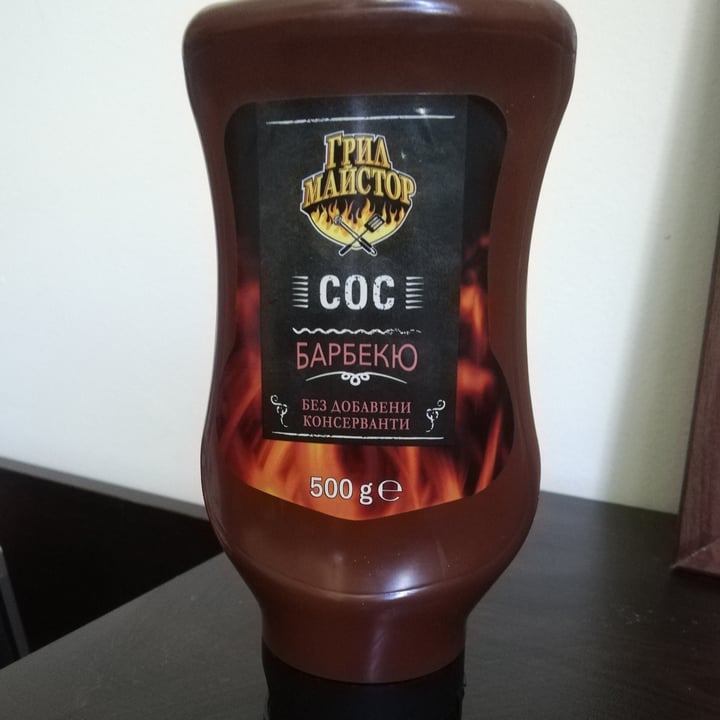 ГРИЛ
МАЙСТОР
СОС
БАРБЕКЮ
БЕЗ ДОБАВЕНИ
КОНСЕРВАНТИ
500 g ℮